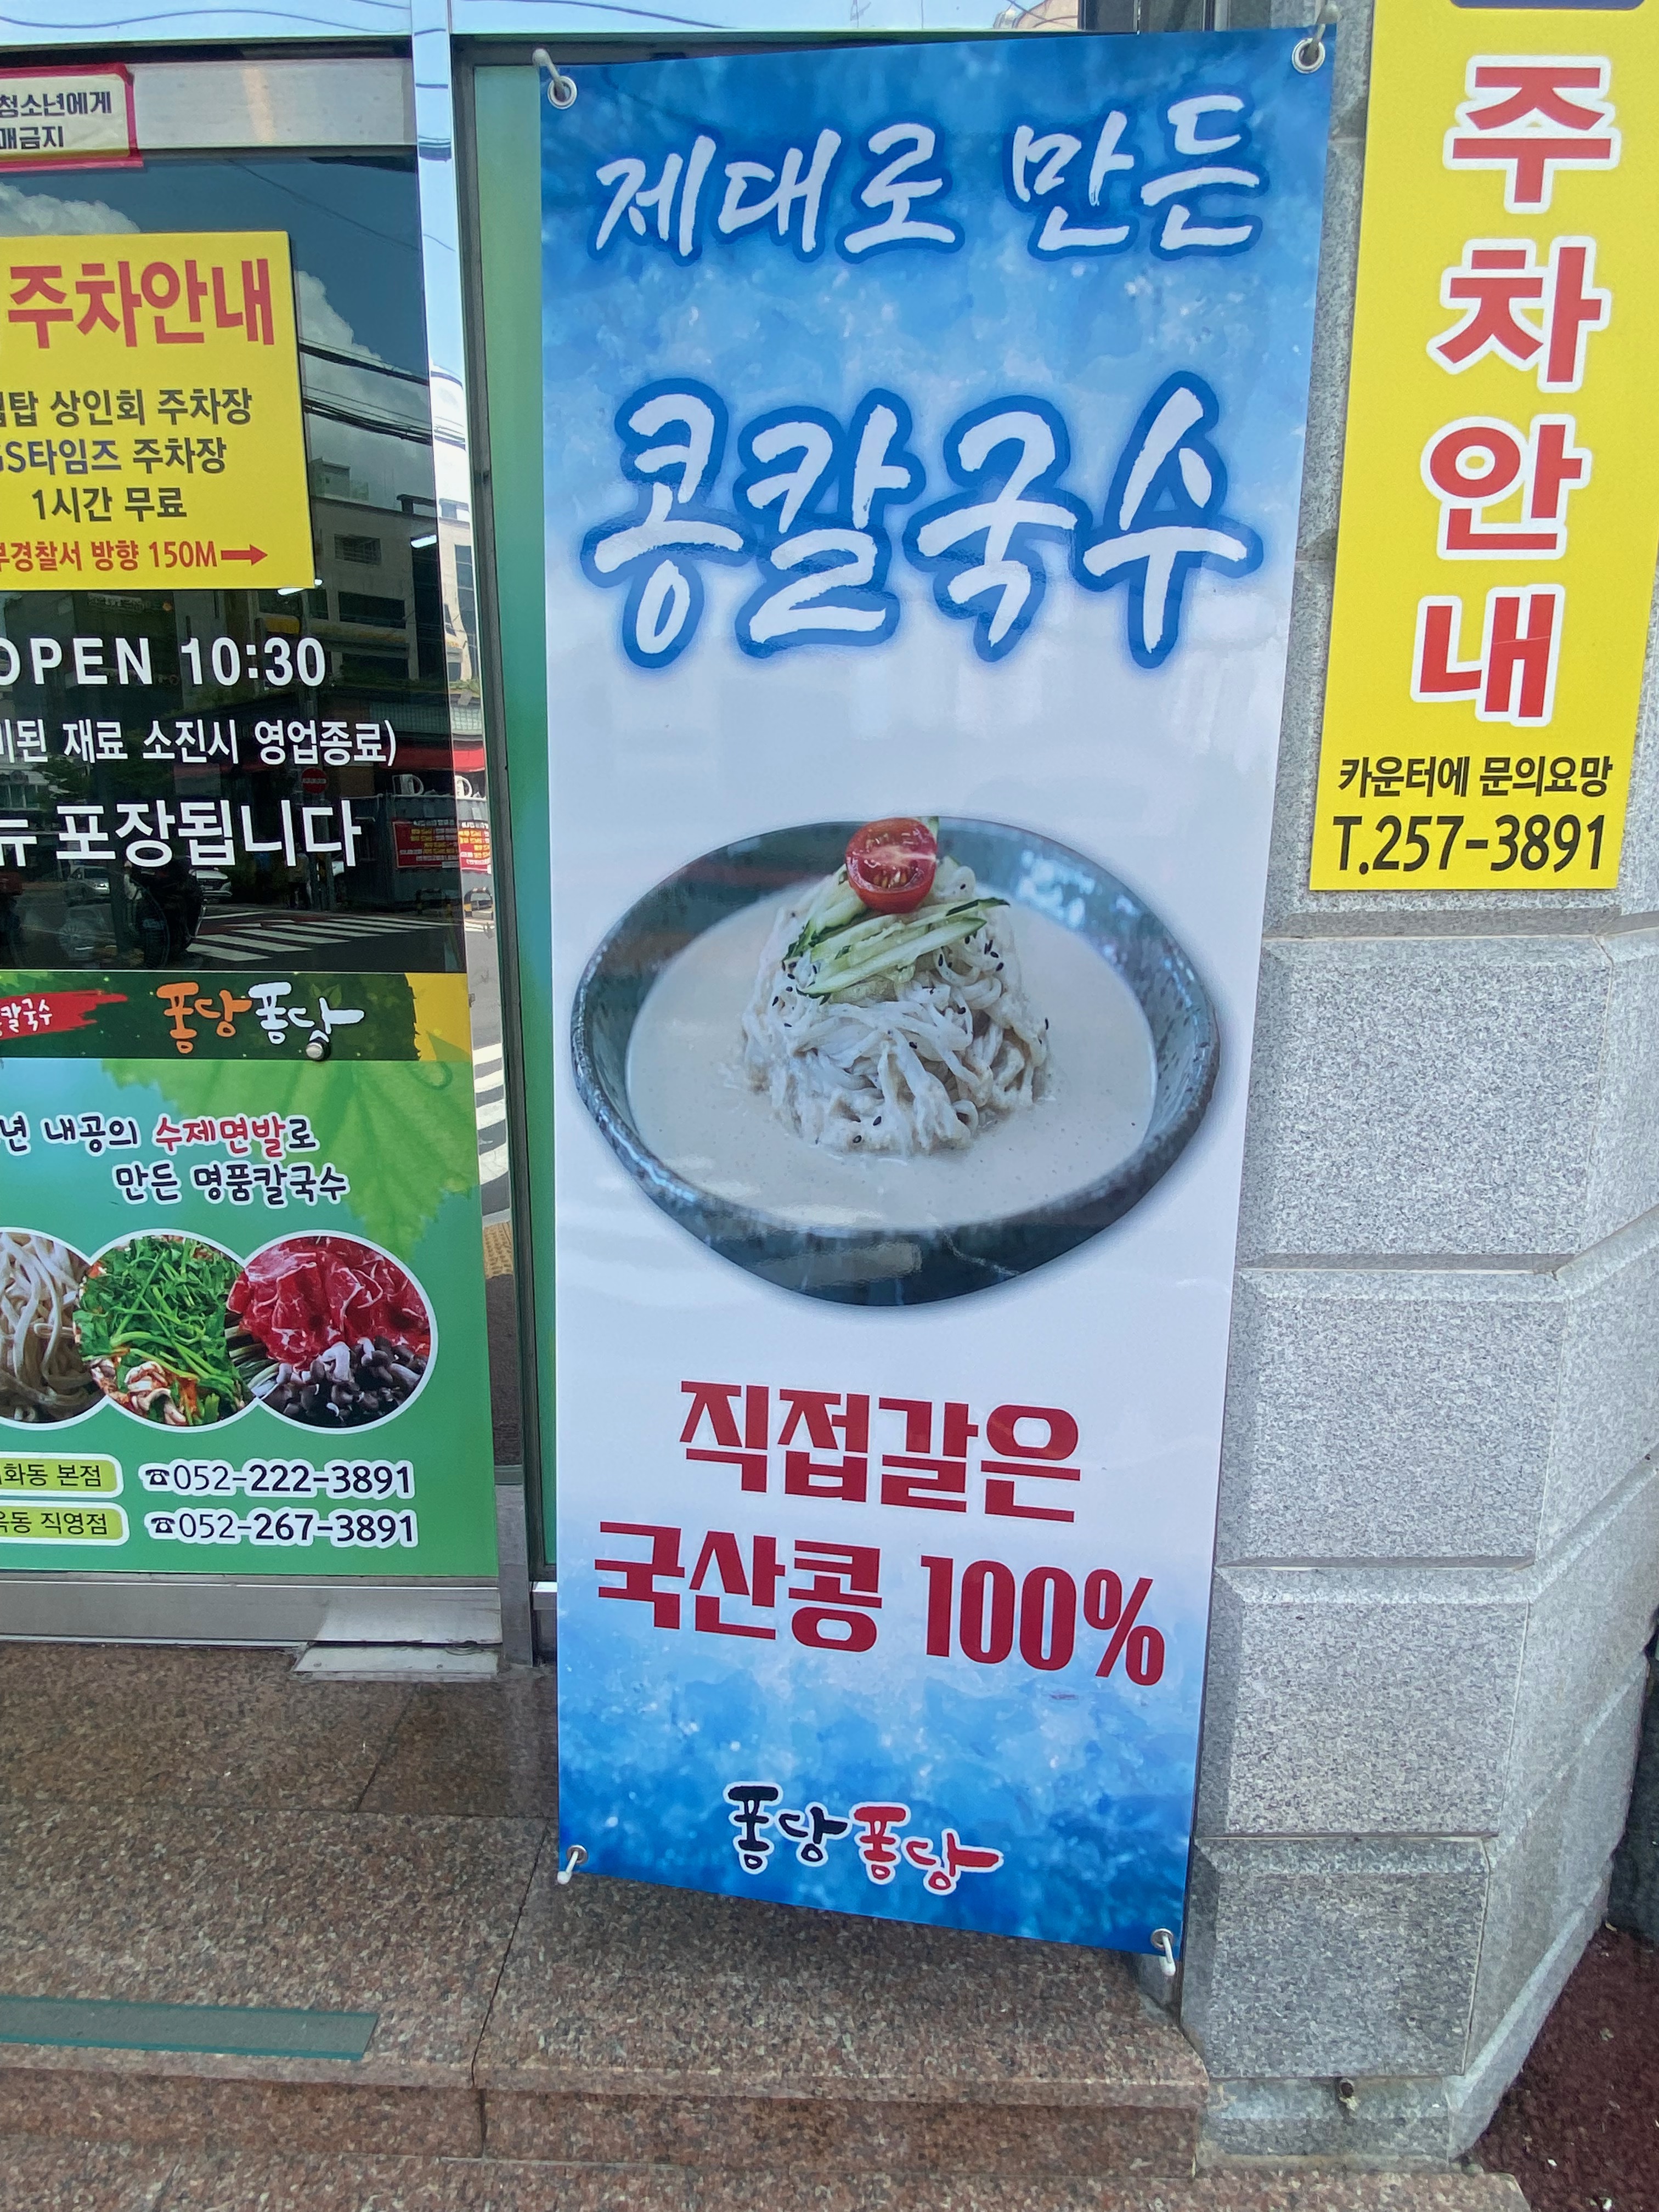 청소년에게
매금지
주차안내
탑 상인회 주차장
GS타임즈 주차장
1시간 무료
부경찰서 방향 150M→
OPEN 10:30
된 재료 소진시 영업종료)
뉴 포장됩니다
칼국수
퐁당퐁당
년 내공의 수제면발로
만든 명품칼국수
화동 본점 ☎052-222-3891
옥동 직영점 ☎052-267-3891
제대로 만든
콩칼국수
직접갈은
국산콩 100%
퐁당퐁당
주차안내
카운터에 문의요망
T.257-3891